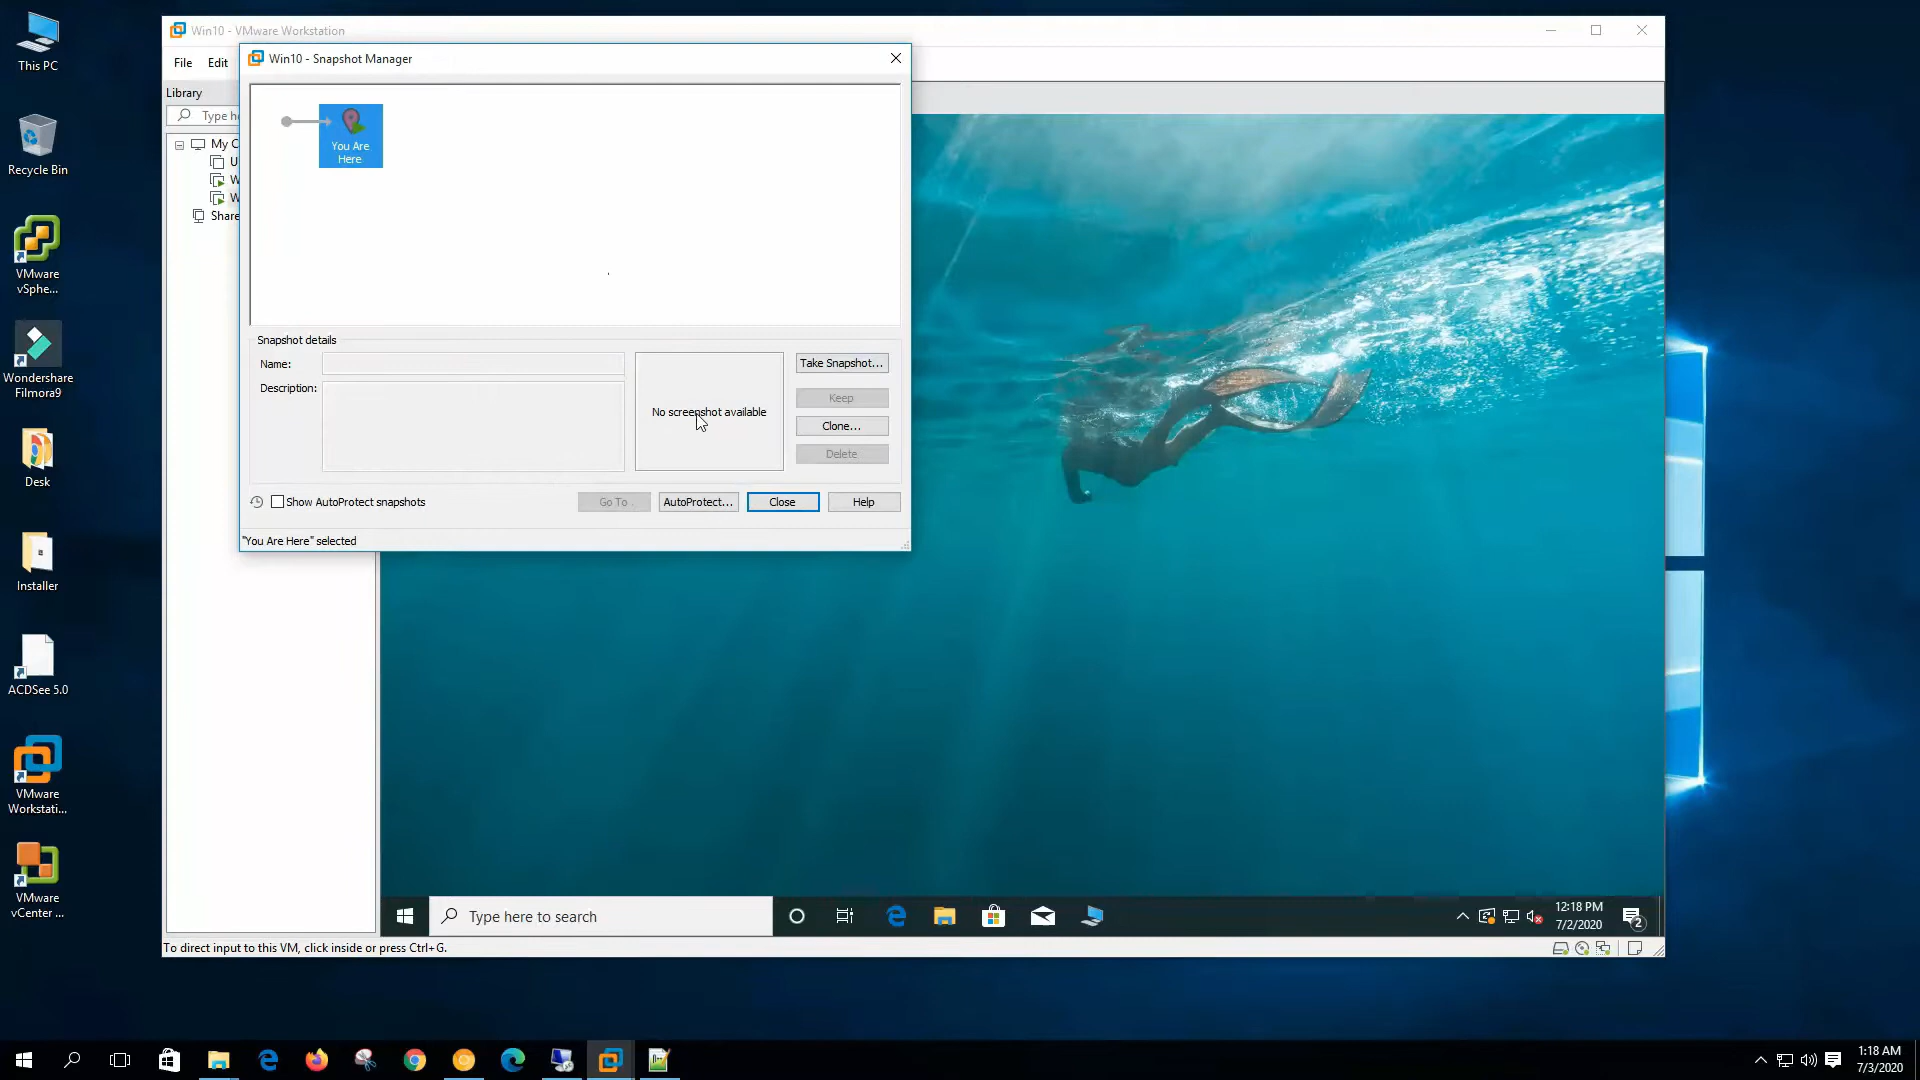 This PC
Recycle Bin
VMware
vSphe...
Wondershare
Filmora9
Desk
Installer
ACDSee 5.0
VMware
Workstati...
VMware
vCenter ...
Win10 - VMware Workstation
File Edit
Library
Type h
My C
U
W
W
Share
Win10 - Snapshot Manager
You Are
Here
Snapshot details
Name:
Description:
No screenshot available
Take Snapshot...
Keep
Clone...
Delete
Show AutoProtect snapshots
Go To
AutoProtect...
Close
Help
"You Are Here" selected
Type here to search
12:18 PM
7/2/2020
2
To direct input to this VM, click inside or press Ctrl+G.
1:18 AM
7/3/2020